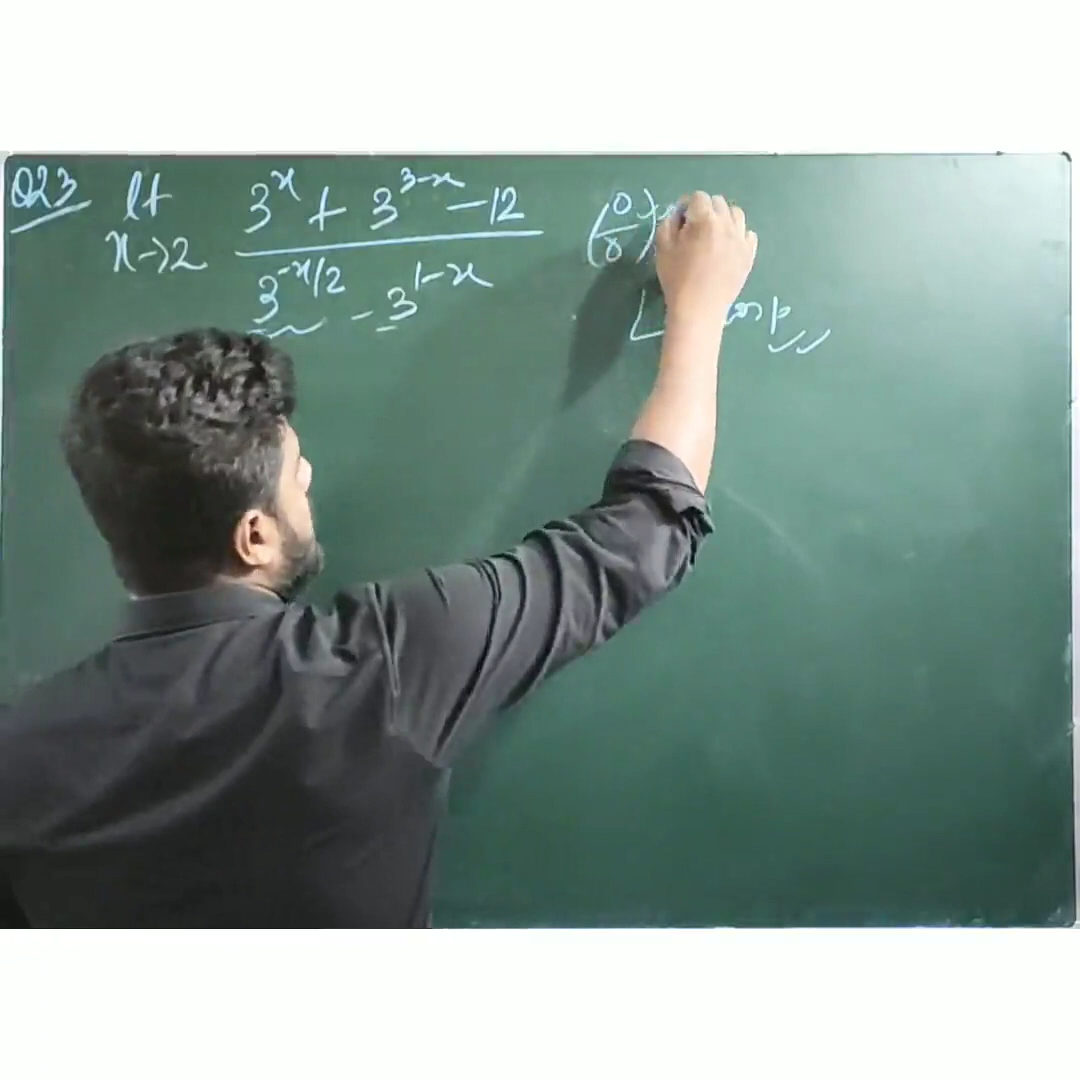 Q23 lt x→2 (3^x + 3^(3-x) - 12) / (3^(-x/2) - 3^(1-x)) (0/0)